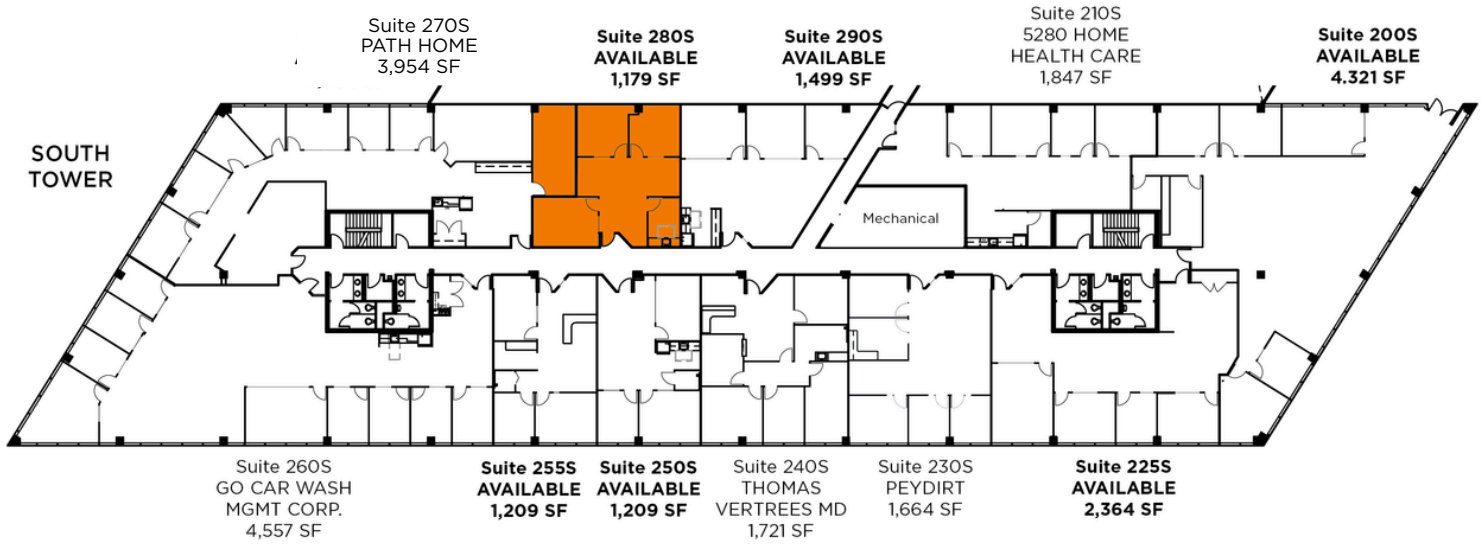 Suite 270S
PATH HOME
3,954 SF
Suite 280S
AVAILABLE
1,179 SF
Suite 290S
AVAILABLE
1,499 SF
Suite 210S
5280 HOME
HEALTH CARE
1,847 SF
Suite 200S
AVAILABLE
4.321 SF
SOUTH
TOWER
Mechanical
Suite 260S
GO CAR WASH
MGMT CORP.
4,557 SF
Suite 255S
AVAILABLE
1,209 SF
Suite 250S
AVAILABLE
1,209 SF
Suite 240S
THOMAS
VERTREES MD
1,721 SF
Suite 230S
PEYDIRT
1,664 SF
Suite 225S
AVAILABLE
2,364 SF